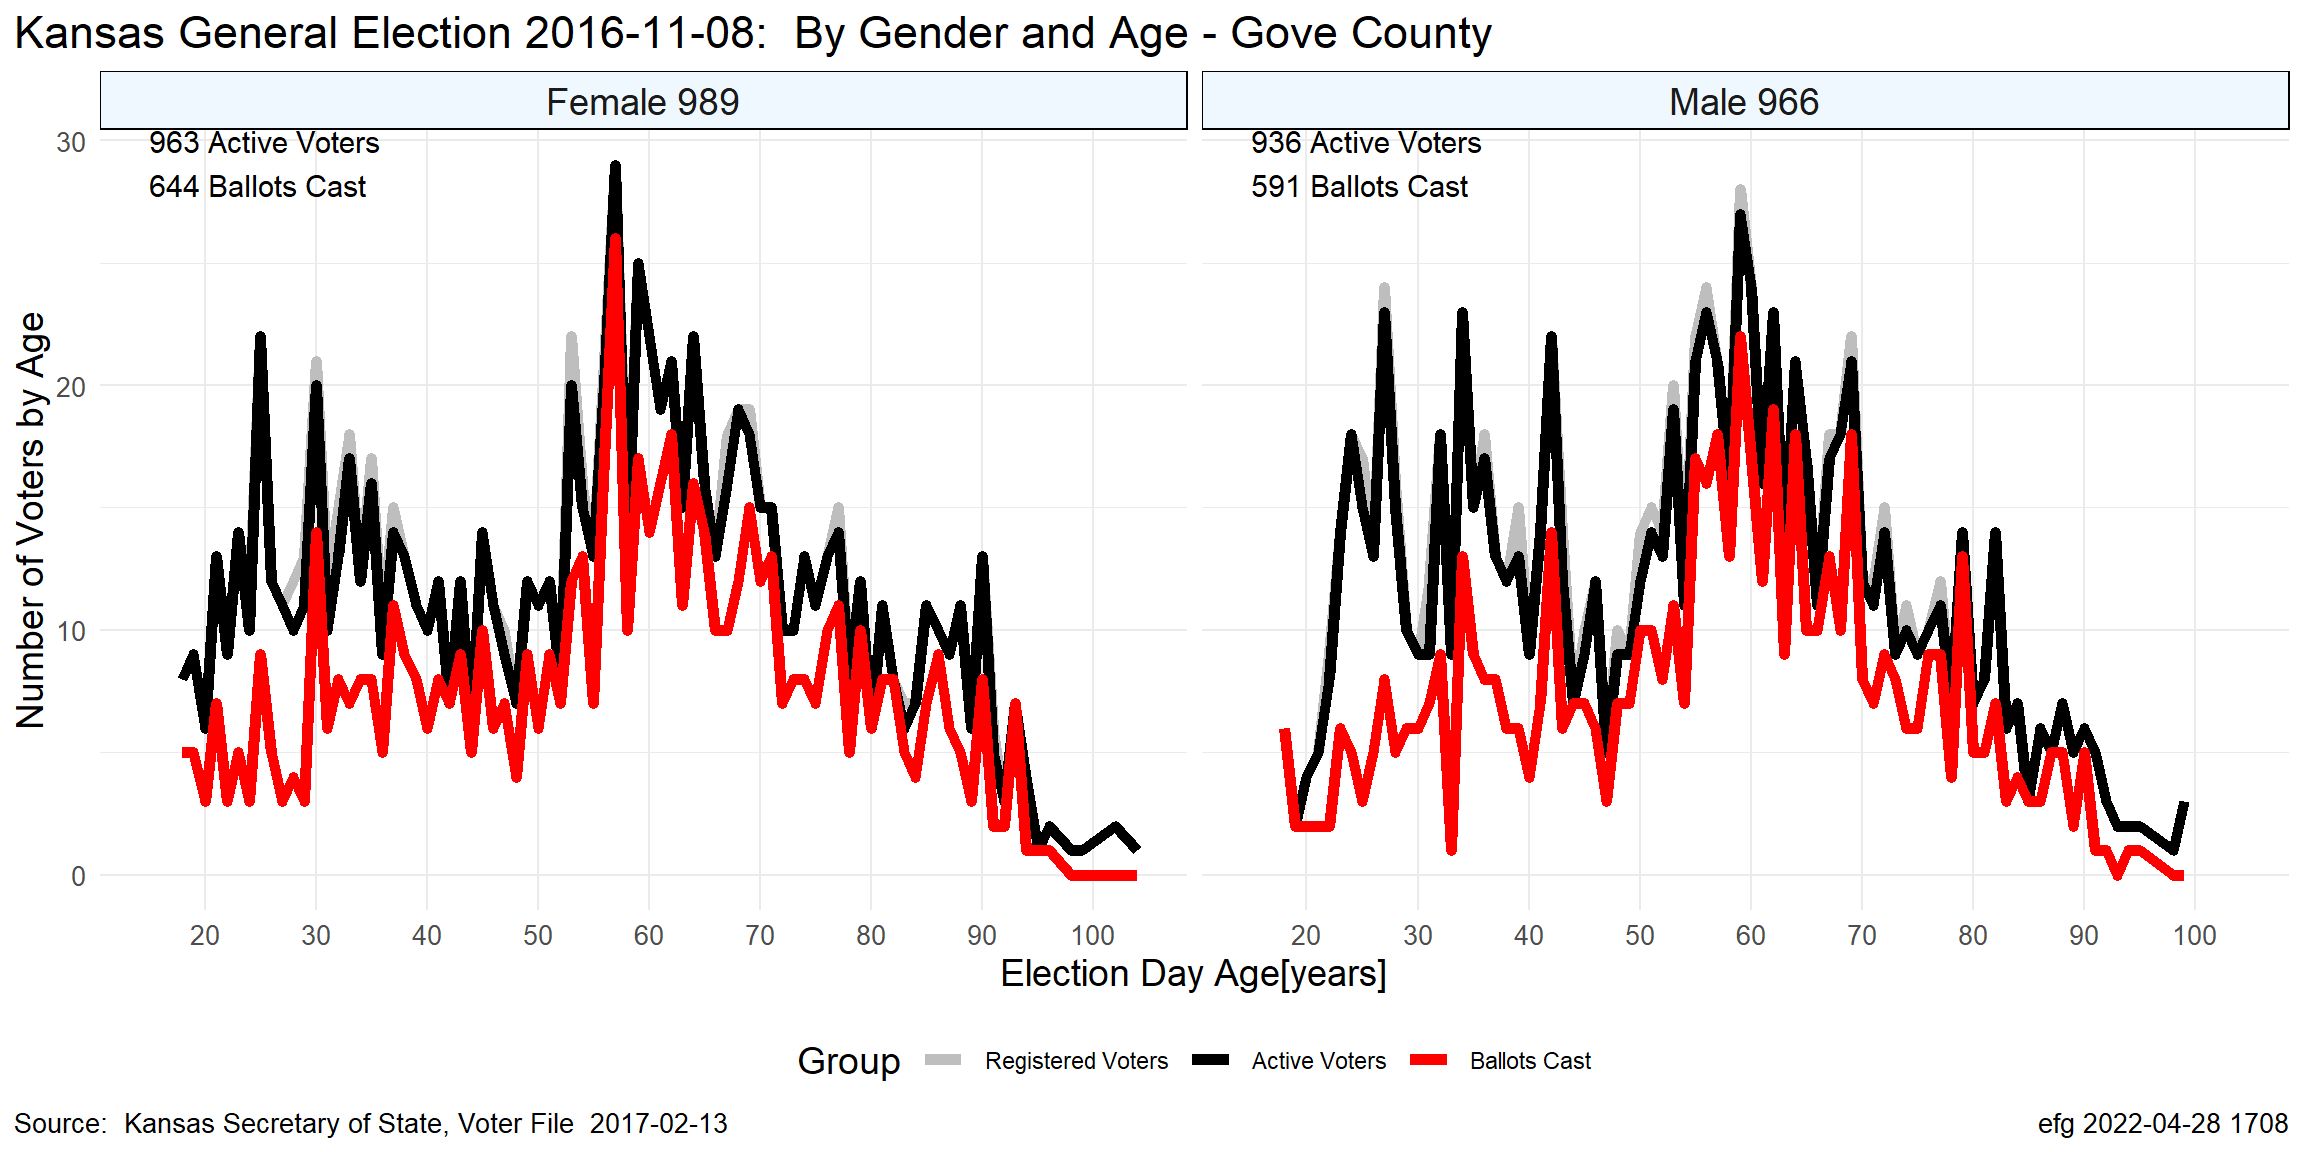 Kansas General Election 2016-11-08:  By Gender and Age - Gove County
Female 989
Male 966
963 Active Voters
644 Ballots Cast
936 Active Voters
591 Ballots Cast
Number of Voters by Age
30
20
10
0
20 30 40 50 60 70 80 90 100
20 30 40 50 60 70 80 90 100
Election Day Age[years]
Group Registered Voters Active Voters Ballots Cast
Source:  Kansas Secretary of State, Voter File  2017-02-13
efg 2022-04-28 1708